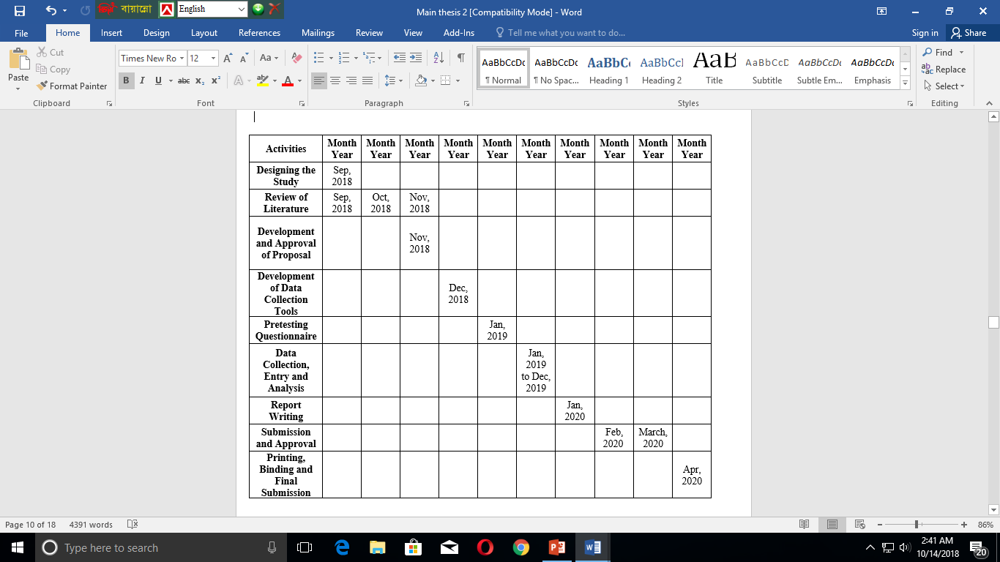 বায়ান্নো
English
Main thesis 2 [Compatibility Mode] - Word
File
Home
Insert
Design
Layout
References
Mailings
Review
View
Add-Ins
Tell me what you want to do...
Sign in
Share
Paste
Cut
Copy
Format Painter
Clipboard
Times New Ro
12
Aa
B I U abc x₂ x²
A
Font
Paragraph
AaBbCcDc
¶ Normal
AaBbCcDc
¶ No Spac...
AaBbC
Heading 1
AaBbCcI
Heading 2
AaB
Title
AaBbCcD
Subtitle
AaBbCcDc
Subtle Em...
AaBbCcDc
Emphasis
Styles
Find
Replace
Select
Editing
Activities
Month
Year
Month
Year
Month
Year
Month
Year
Month
Year
Month
Year
Month
Year
Month
Year
Month
Year
Month
Year
Designing the
Study
Sep,
2018
Review of
Literature
Sep,
2018
Oct,
2018
Nov,
2018
Development
and Approval
of Proposal
Nov,
2018
Development
of Data
Collection
Tools
Dec,
2018
Pretesting
Questionnaire
Jan,
2019
Data
Collection,
Entry and
Analysis
Jan,
2019
to Dec,
2019
Report
Writing
Jan,
2020
Submission
and Approval
Feb,
2020
March,
2020
Printing,
Binding and
Final
Submission
Apr,
2020
Page 10 of 18
4391 words
86%
Type here to search
2:41 AM
10/14/2018
20